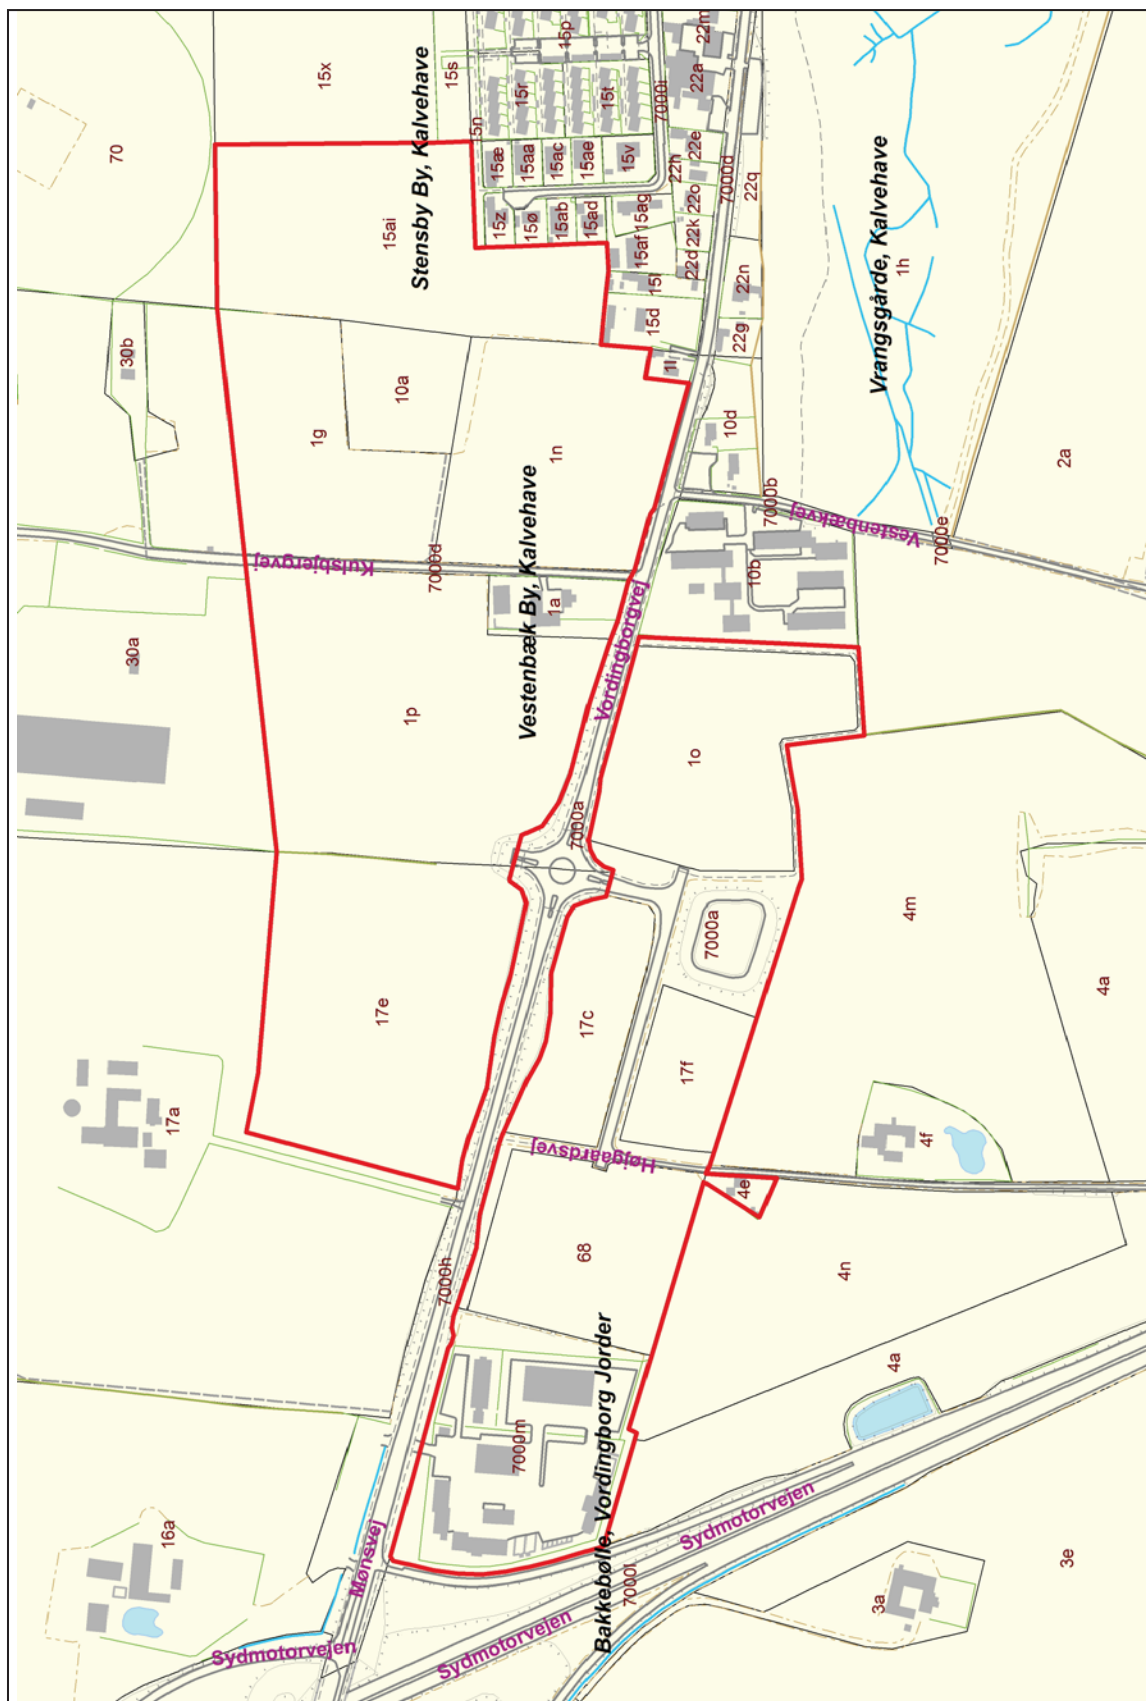 70
15x
15s
15p
22m
15r
15t
7000i
22a
Stensby By, Kalvehave
15n
15æ
15aa
15ac
15ae
15v
22h
22e
7000d
22q
15ai
15z
15ø
15ab
15ad
15ag
22o
15af
22k
22d
15i
22n
15d
22g
Vrangsgårde, Kalvehave
1h
30b
10a
1g
1l
10d
2a
1n
7000b
Vestenbækvej
7000e
Kulsbjergvej
7000d
10b
Vestenbæk By, Kalvehave
1a
Vordingborgvej
30a
1p
1o
7000a
4m
7000a
4a
17e
17c
17f
17a
4f
Højgaardsvej
4e
68
4n
7000h
Bakkebølle, Vordingborg Jorder
4a
7000m
16a
Mønsvej
Sydmotorvejen
7000l
3a
3e
Sydmotorvejen
Sydmotorvejen